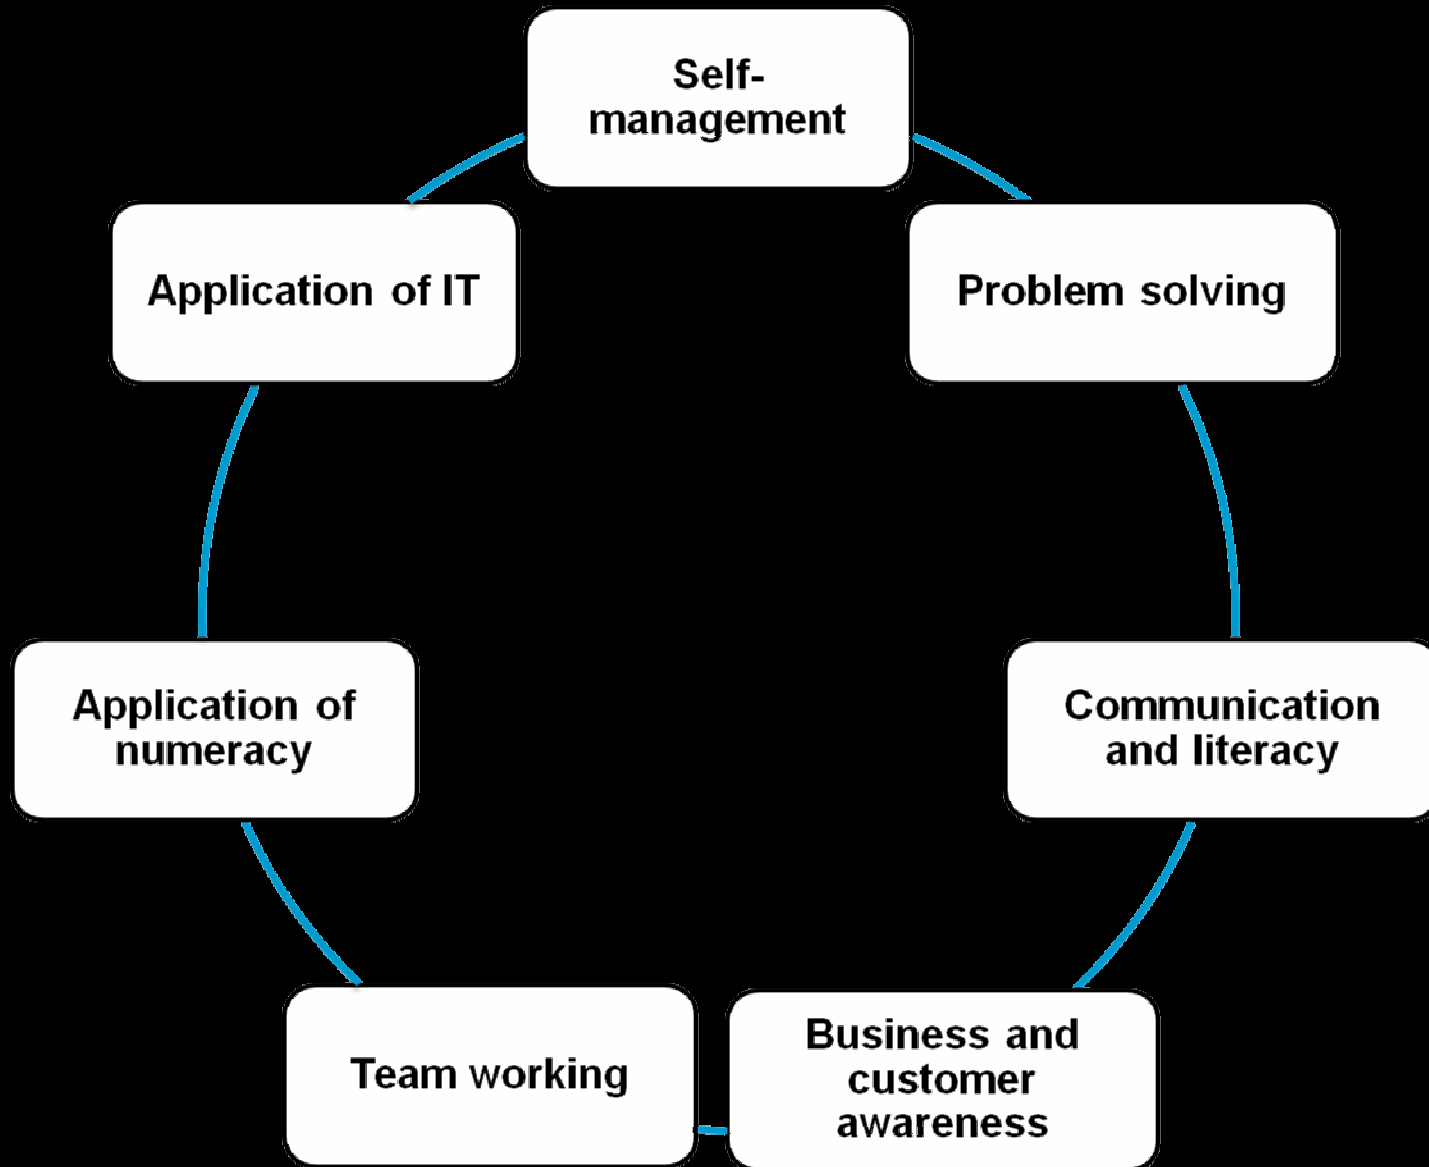 Self-
management
Application of IT
Problem solving
Application of
numeracy
Communication
and literacy
Team working
Business and
customer
awareness